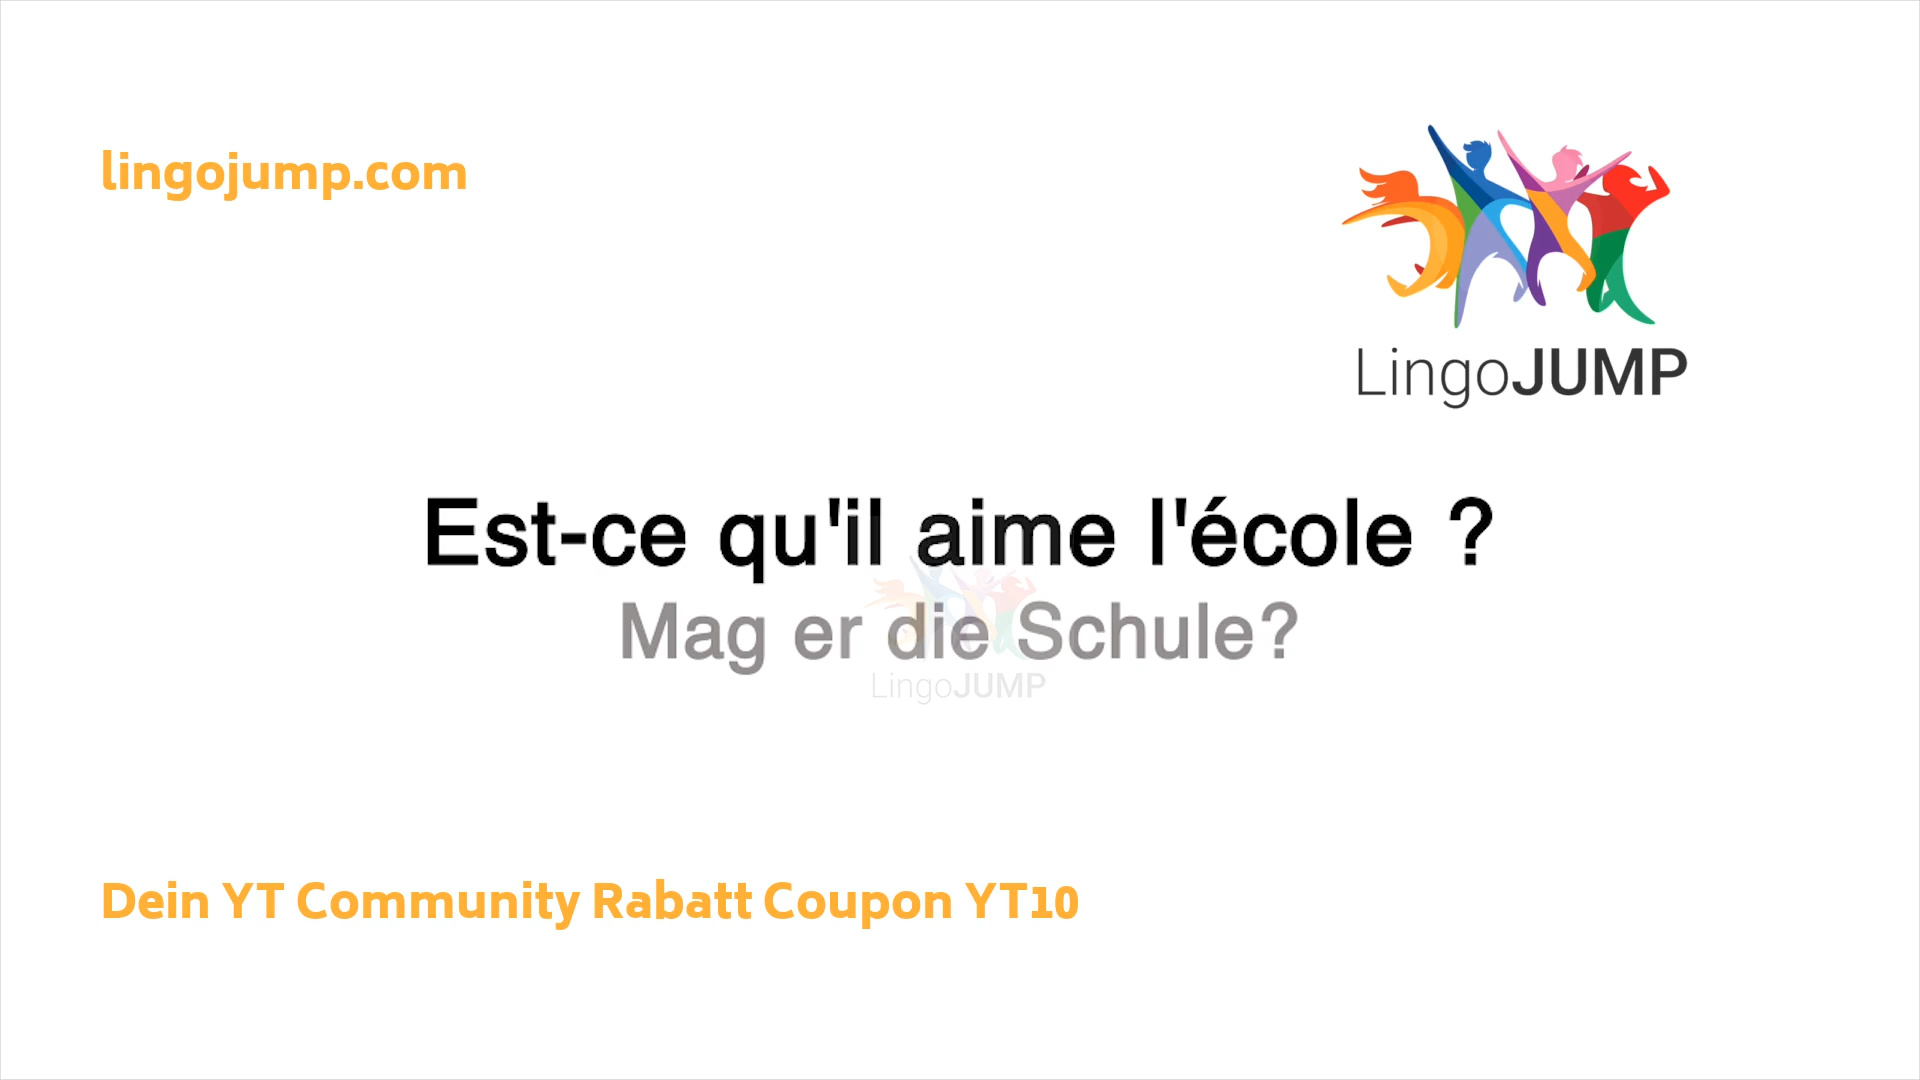 lingojump.com
LingoJUMP
Est-ce qu'il aime l'école ?
Mag er die Schule?
LingoJUMP
Dein YT Community Rabatt Coupon YT10